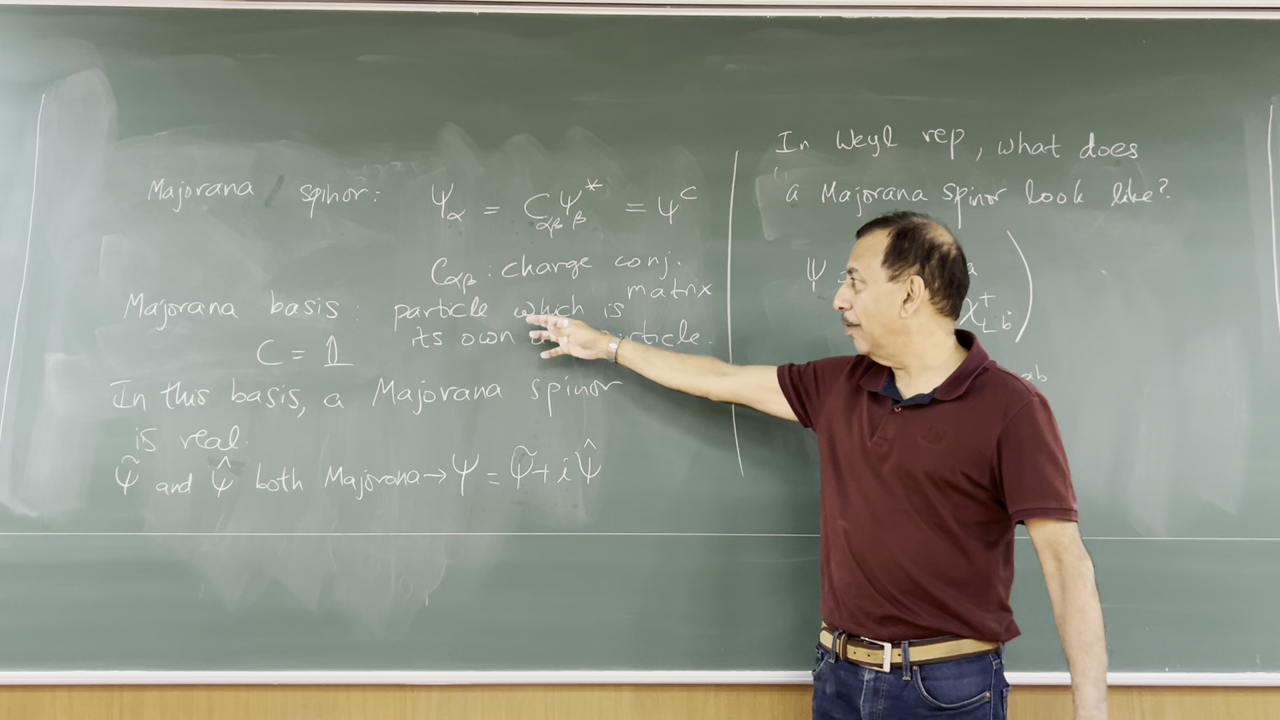 Majorana spinor: Ψ_α = C_αβ Ψ*_β = Ψ^C
C_αβ : charge conj.
matrix
Majorana basis: particle which is
its own
C = 𝟙
In this basis, a Majorana spinor
is real.
Ψ̃ and Ψ̂ both Majorana → Ψ = Ψ̃ + i Ψ̂
In Weyl rep, what does
a Majorana spinor look like?
Ψ